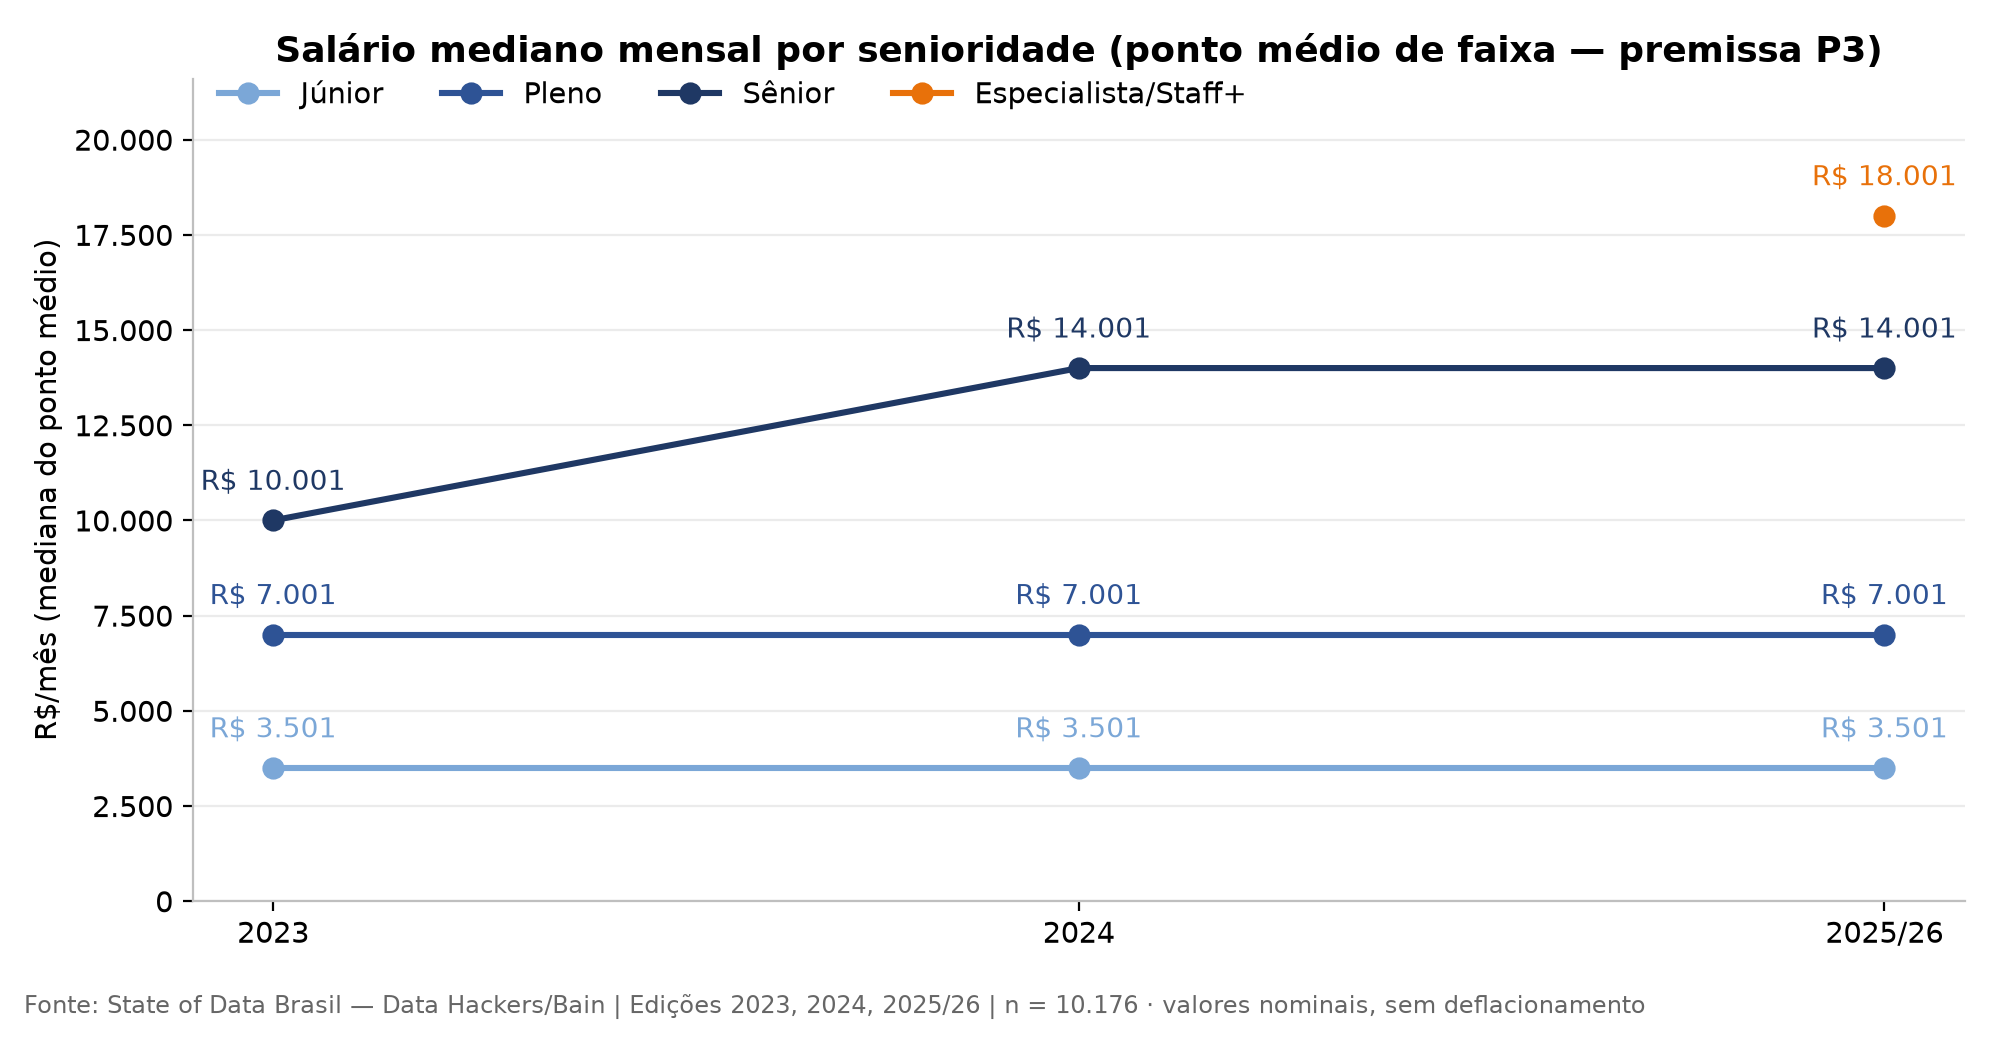 Salário mediano mensal por senioridade (ponto médio de faixa — premissa P3)
Júnior Pleno Sênior Especialista/Staff+
R$/mês (mediana do ponto médio)
20.000
17.500
15.000
12.500
10.000
7.500
5.000
2.500
0
R$ 18.001
R$ 10.001 R$ 14.001 R$ 14.001
R$ 7.001 R$ 7.001 R$ 7.001
R$ 3.501 R$ 3.501 R$ 3.501
2023 2024 2025/26
Fonte: State of Data Brasil — Data Hackers/Bain | Edições 2023, 2024, 2025/26 | n = 10.176 · valores nominais, sem deflacionamento